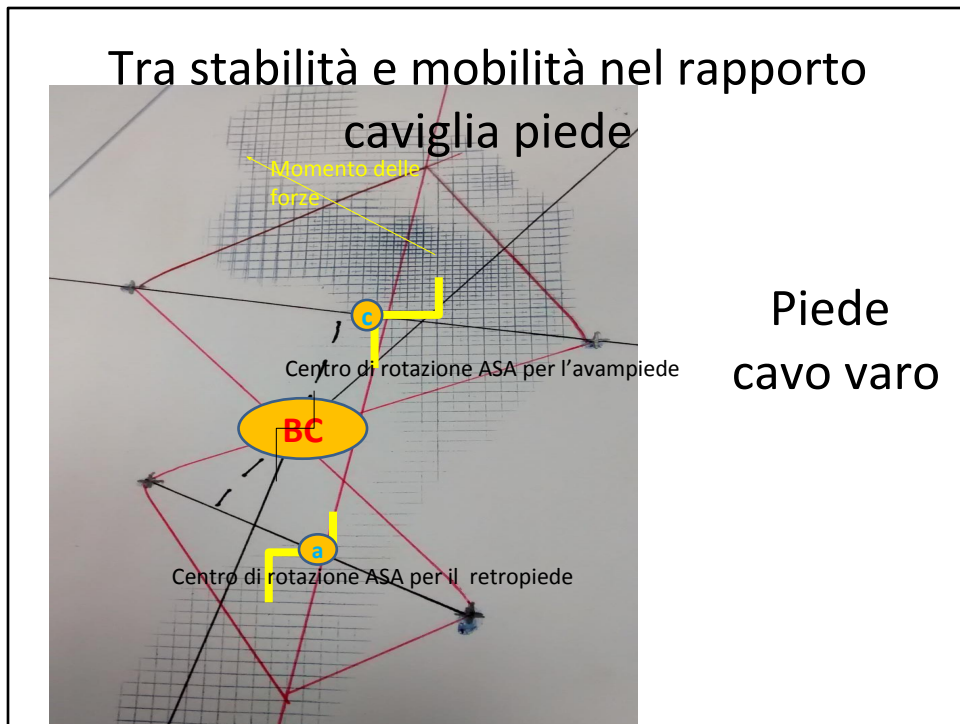 Tra stabilità e mobilità nel rapporto
caviglia piede
Momento delle
forze
c
Piede
cavo varo
Centro di rotazione ASA per l'avampiede
BC
a
Centro di rotazione ASA per il retropiede